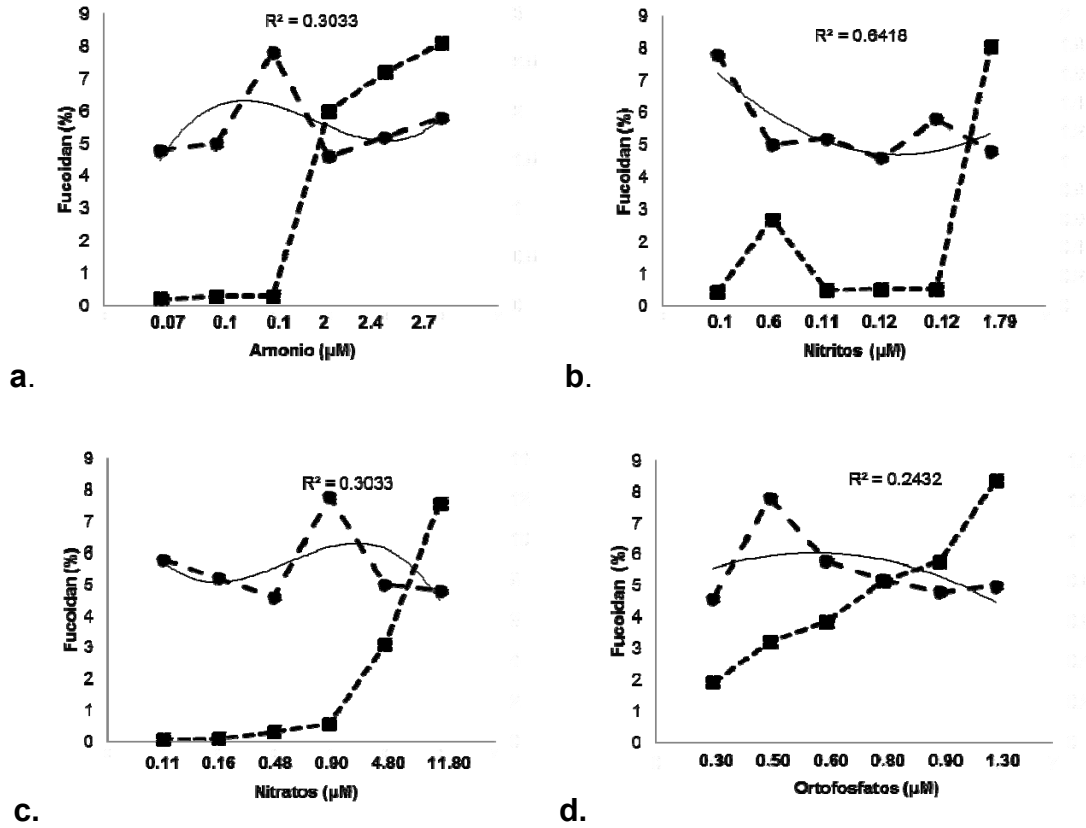 R² = 0.3033
Fucoidan (%)
9
8
7
6
5
4
3
2
1
0
0.07 0.1 0.1 2 2.4 2.7
Amonio (µM)
a.
R² = 0.6418
Fucoidan (%)
9
8
7
6
5
4
3
2
1
0
0.1 0.6 0.11 0.12 0.12 1.79
Nitritos (µM)
b.
R² = 0.3033
Fucoidan (%)
9
8
7
6
5
4
3
2
1
0
0.11 0.16 0.48 0.90 4.80 11.80
Nitratos (µM)
c.
R² = 0.2432
Fucoidan (%)
9
8
7
6
5
4
3
2
1
0
0.30 0.50 0.60 0.80 0.90 1.30
Ortofosfatos (µM)
d.